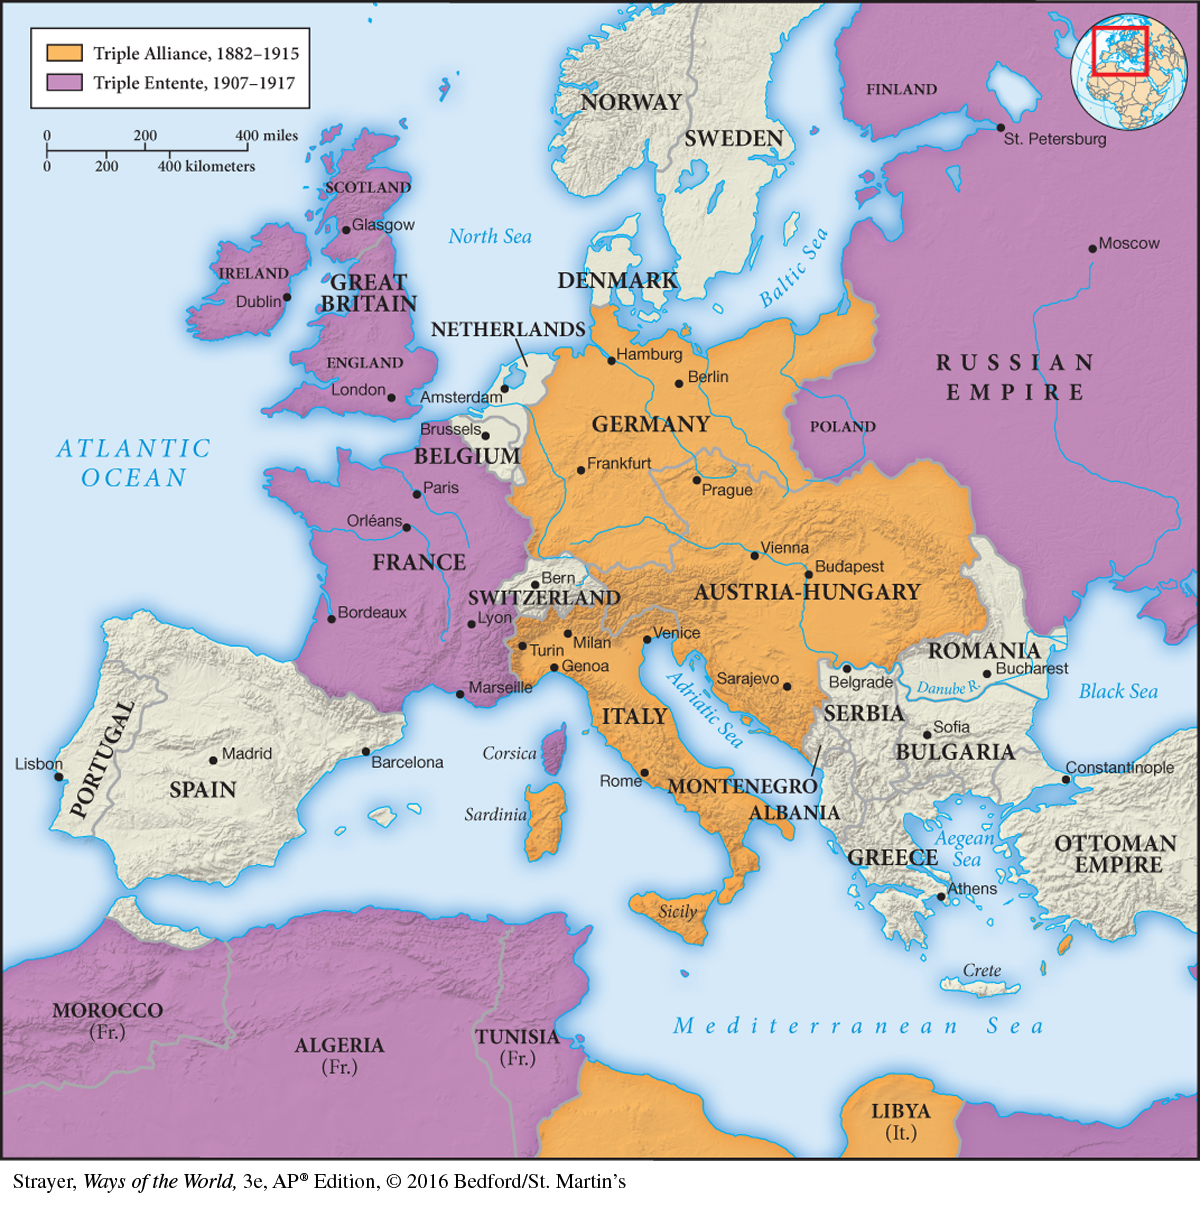 Triple Alliance, 1882–1915
Triple Entente, 1907–1917
0 200 400 miles
0 200 400 kilometers
NORWAY
SWEDEN
FINLAND
St. Petersburg
SCOTLAND
Glasgow
North Sea
Baltic Sea
Moscow
IRELAND
Dublin
GREAT
BRITAIN
DENMARK
NETHERLANDS
ENGLAND
London
Amsterdam
Hamburg
Berlin
RUSSIAN
EMPIRE
ATLANTIC
OCEAN
Brussels
BELGIUM
GERMANY
POLAND
Frankfurt
Prague
Paris
Orléans
FRANCE
Vienna
Budapest
Bern
SWITZERLAND
AUSTRIA-HUNGARY
Bordeaux
Lyon
Turin
Milan
Genoa
Venice
ROMANIA
Bucharest
Danube R.
Black Sea
Marseille
Sarajevo
Belgrade
SERBIA
Sofia
BULGARIA
Adriatic Sea
ITALY
Corsica
Rome
MONTENEGRO
ALBANIA
Constantinople
PORTUGAL
Lisbon
Madrid
SPAIN
Barcelona
Sardinia
GREECE
Aegean
Sea
OTTOMAN
EMPIRE
Athens
Sicily
Crete
Mediterranean Sea
MOROCCO
(Fr.)
ALGERIA
(Fr.)
TUNISIA
(Fr.)
LIBYA
(It.)
Strayer, Ways of the World, 3e, AP® Edition, © 2016 Bedford/St. Martin's